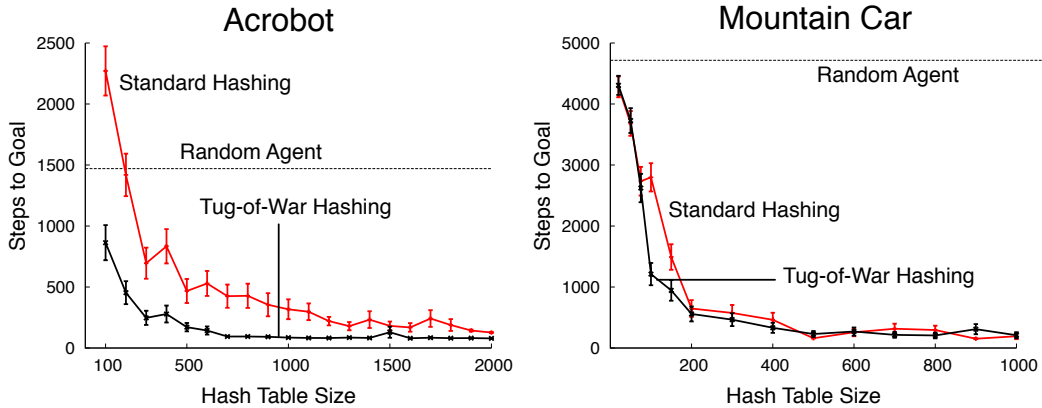 Acrobot
2500
2000
1500
1000
500
0
Steps to Goal
Standard Hashing
Random Agent
Tug-of-War Hashing
100
500
1000
1500
2000
Hash Table Size
Mountain Car
5000
4000
3000
2000
1000
0
Steps to Goal
Random Agent
Standard Hashing
Tug-of-War Hashing
200
400
600
800
1000
Hash Table Size